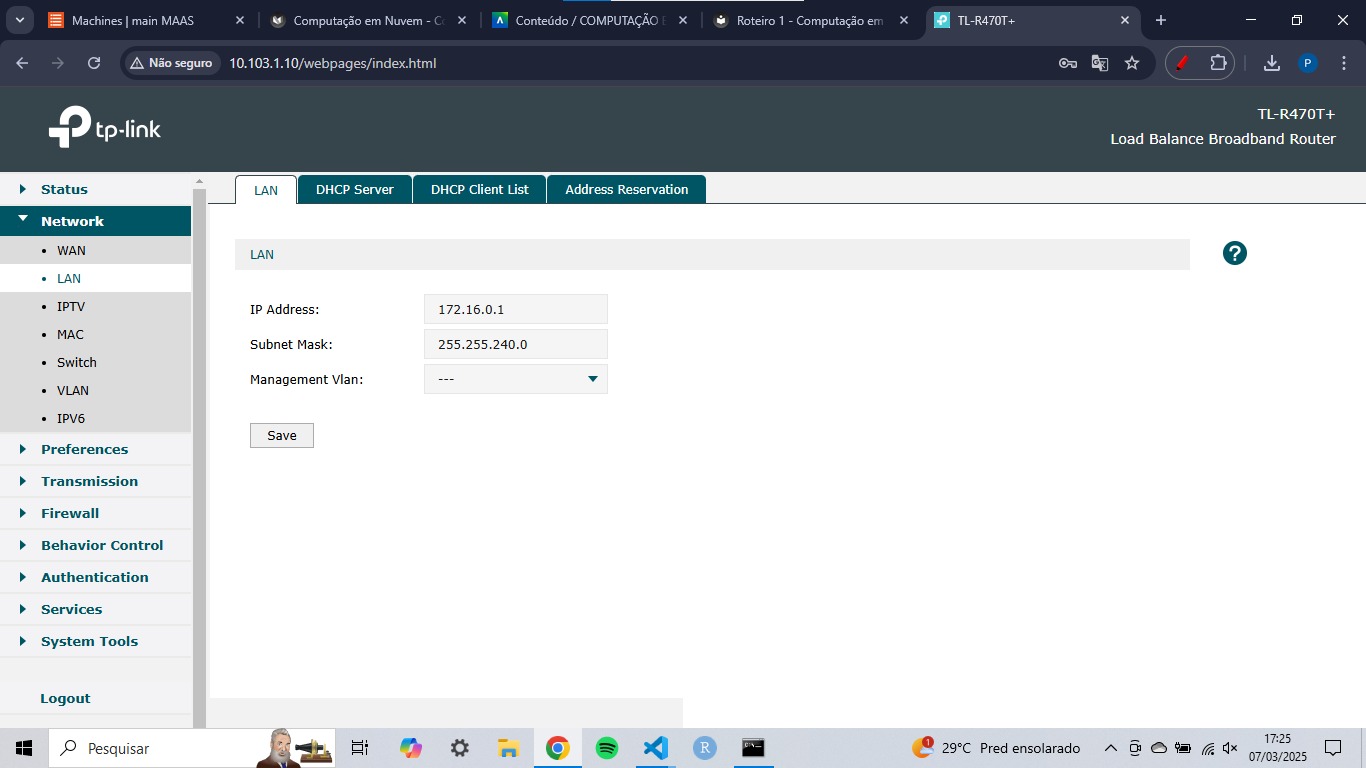 Machines | main MAAS
Computação em Nuvem - Co
Conteúdo / COMPUTAÇÃO E
Roteiro 1 - Computação em
TL-R470T+
Não seguro
10.103.1.10/webpages/index.html
P
tp-link
TL-R470T+
Load Balance Broadband Router
Status
Network
WAN
LAN
IPTV
MAC
Switch
VLAN
IPV6
Preferences
Transmission
Firewall
Behavior Control
Authentication
Services
System Tools
Logout
LAN
DHCP Server
DHCP Client List
Address Reservation
LAN
?
IP Address:
172.16.0.1
Subnet Mask:
255.255.240.0
Management Vlan:
---
Save
Pesquisar
R
1
29°C Pred ensolarado
17:25
07/03/2025